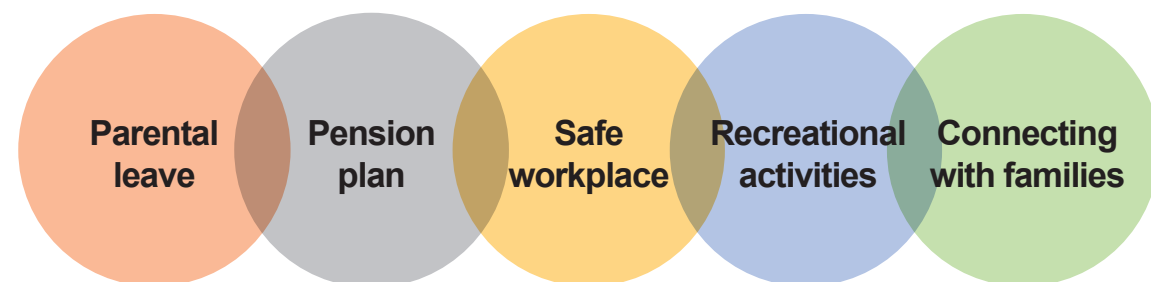 Parental
leave
Pension
plan
Safe
workplace
Recreational
activities
Connecting
with families